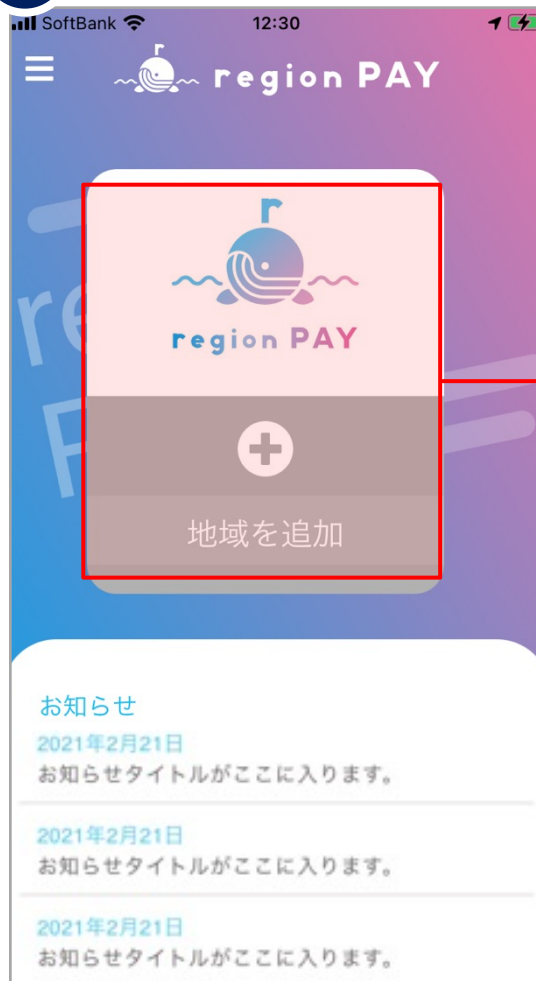 SoftBank 12:30
region PAY
region PAY
地域を追加
お知らせ
2021年2月21日
お知らせタイトルがここに入ります。
2021年2月21日
お知らせタイトルがここに入ります。
2021年2月21日
お知らせタイトルがここに入ります。